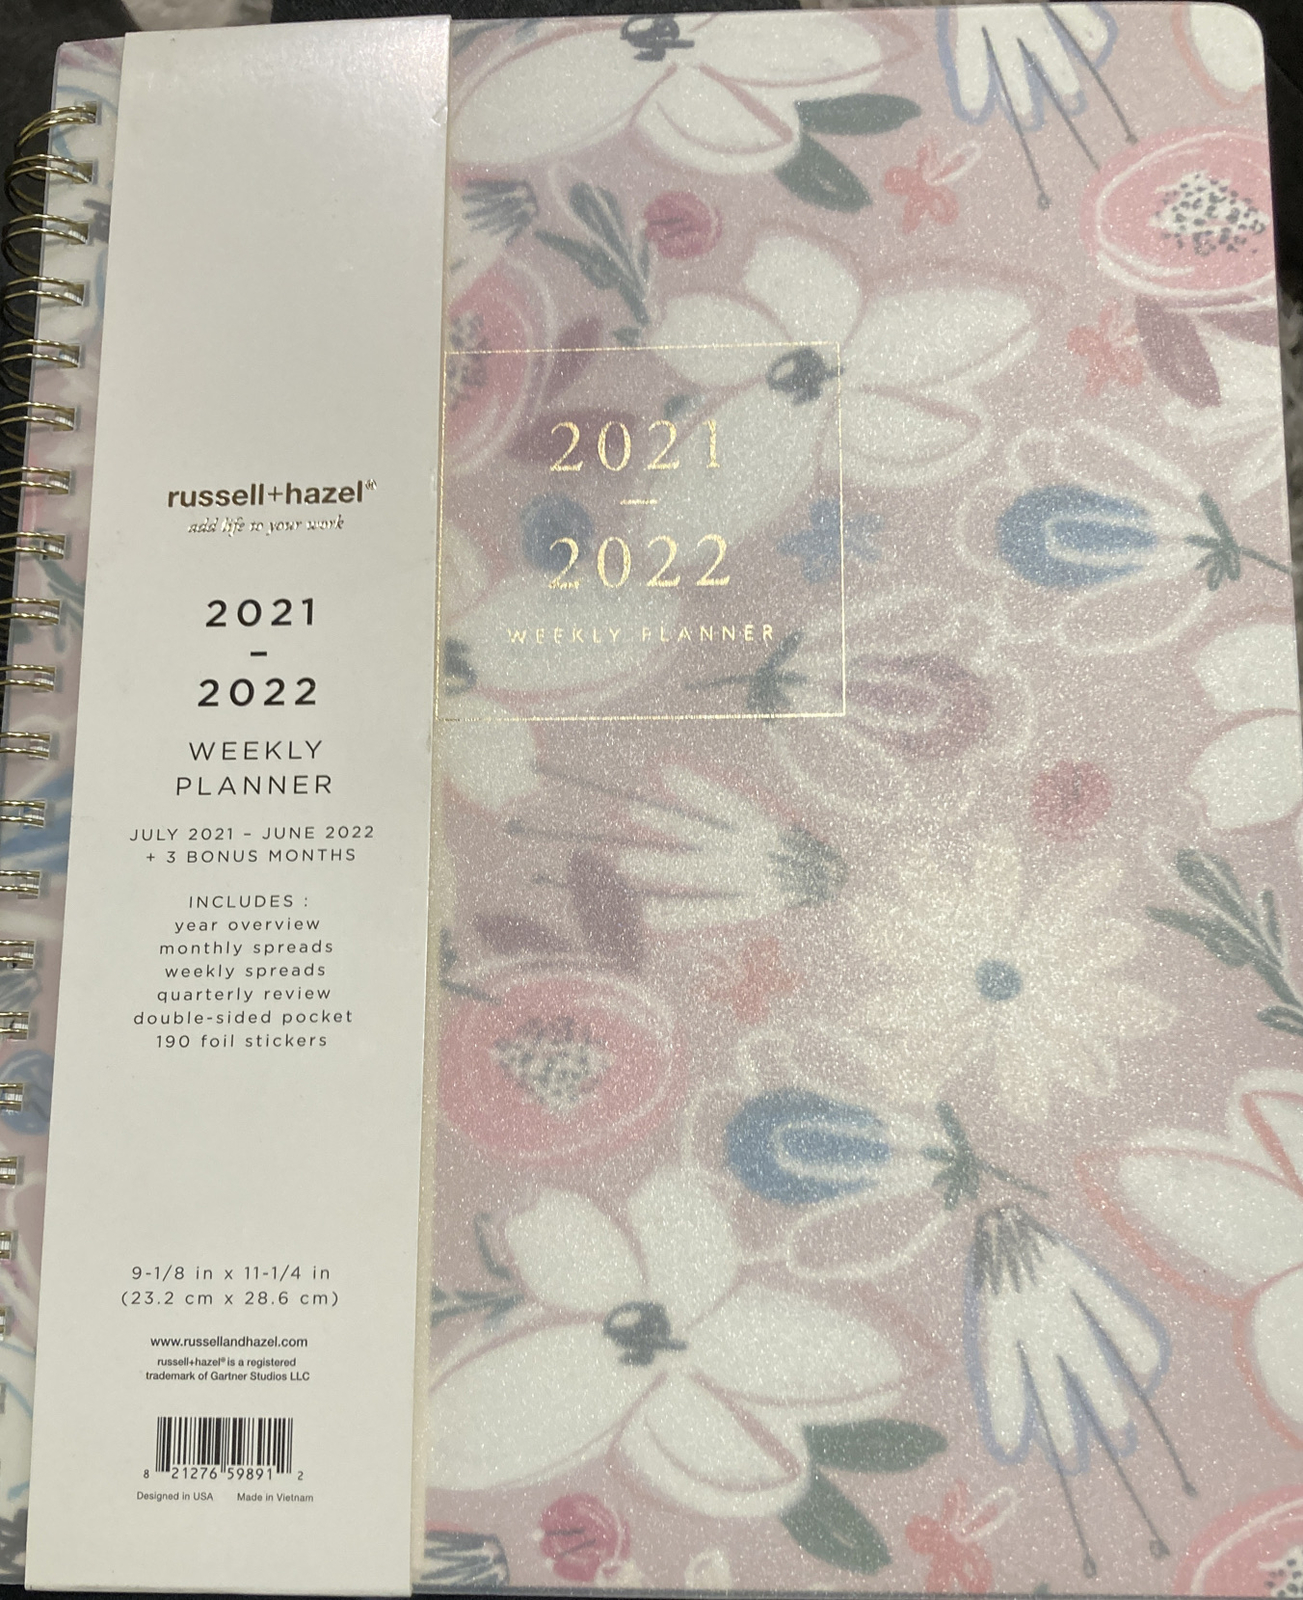 russell+hazel®
add life to your work
2021
–
2022
WEEKLY
PLANNER
JULY 2021 – JUNE 2022
+ 3 BONUS MONTHS
INCLUDES :
year overview
monthly spreads
weekly spreads
quarterly review
double-sided pocket
190 foil stickers
9-1/8 in x 11-1/4 in
(23.2 cm x 28.6 cm)
www.russellandhazel.com
russell+hazel® is a registered
trademark of Gartner Studios LLC
8 21276 59891 2
Designed in USA Made in Vietnam
2021
–
2022
WEEKLY PLANNER